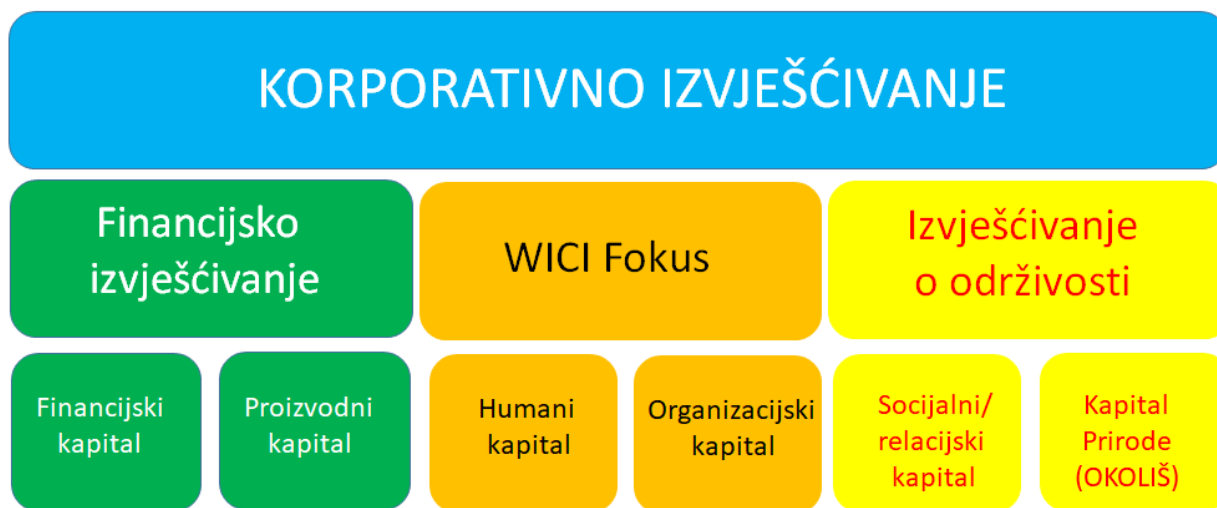 KORPORATIVNO IZVJEŠĆIVANJE
Financijsko
izvješćivanje
WICI Fokus
Izvješćivanje
o održivosti
Financijski
kapital
Proizvodni
kapital
Humani
kapital
Organizacijski
kapital
Socijalni/
relacijski
kapital
Kapital
Prirode
(OKOLIŠ)